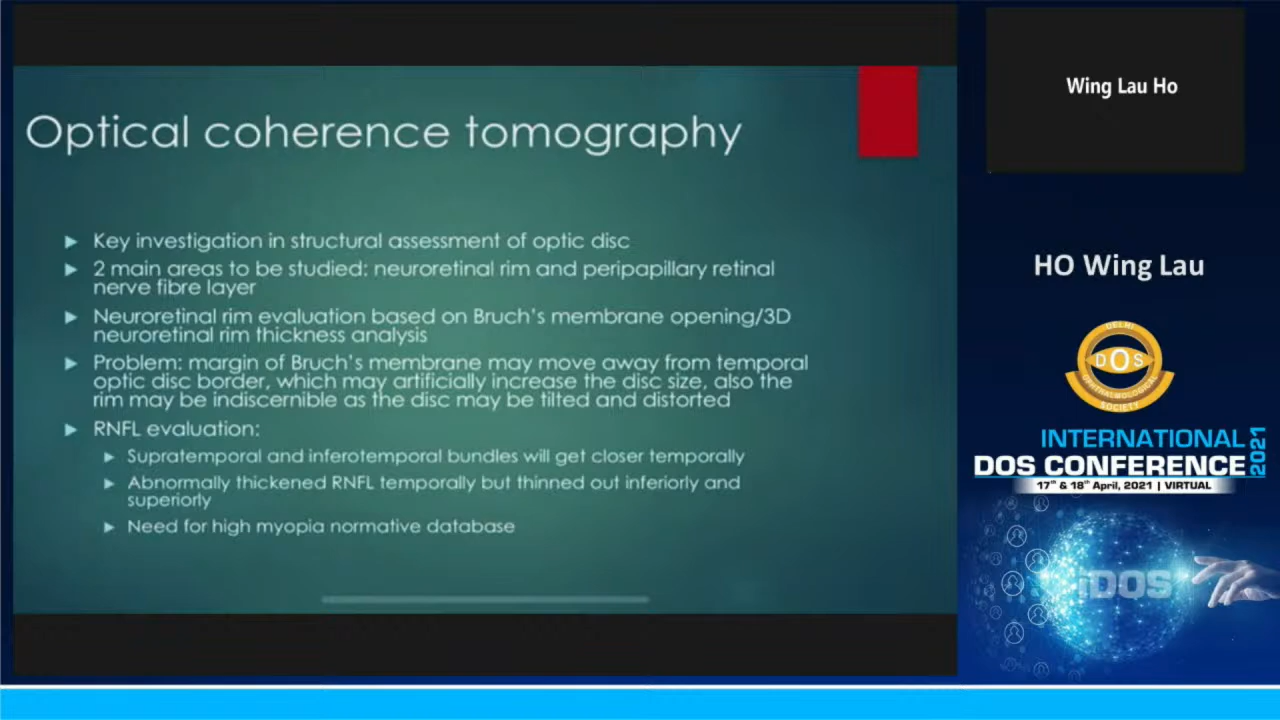 Optical coherence tomography
Key investigation in structural assessment of optic disc
2 main areas to be studied: neuroretinal rim and peripapillary retinal
nerve fibre layer
Neuroretinal rim evaluation based on Bruch's membrane opening/3D
neuroretinal rim thickness analysis
Problem: margin of Bruch's membrane may move away from temporal
optic disc border, which may artificially increase the disc size, also the
rim may be indiscernible as the disc may be tilted and distorted
RNFL evaluation:
Supratemporal and inferotemporal bundles will get closer temporally
Abnormally thickened RNFL temporally but thinned out inferiorly and
superiorly
Need for high myopia normative database
Wing Lau Ho
HO Wing Lau
DELHI
DOS
OPHTHALMOLOGICAL
SOCIETY
INTERNATIONAL
DOS CONFERENCE
2021
17th & 18th April, 2021 | VIRTUAL
iDOS